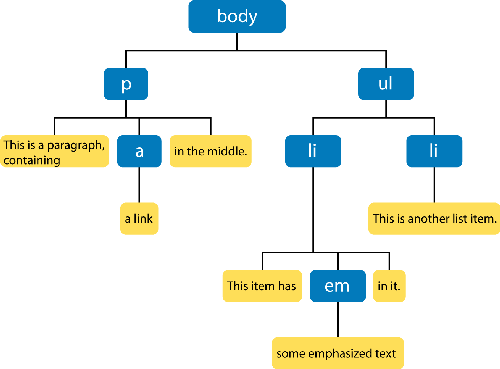 body
p
ul
This is a paragraph,
containing
a
in the middle.
li
li
a link
This is another list item.
This item has
em
in it.
some emphasized text